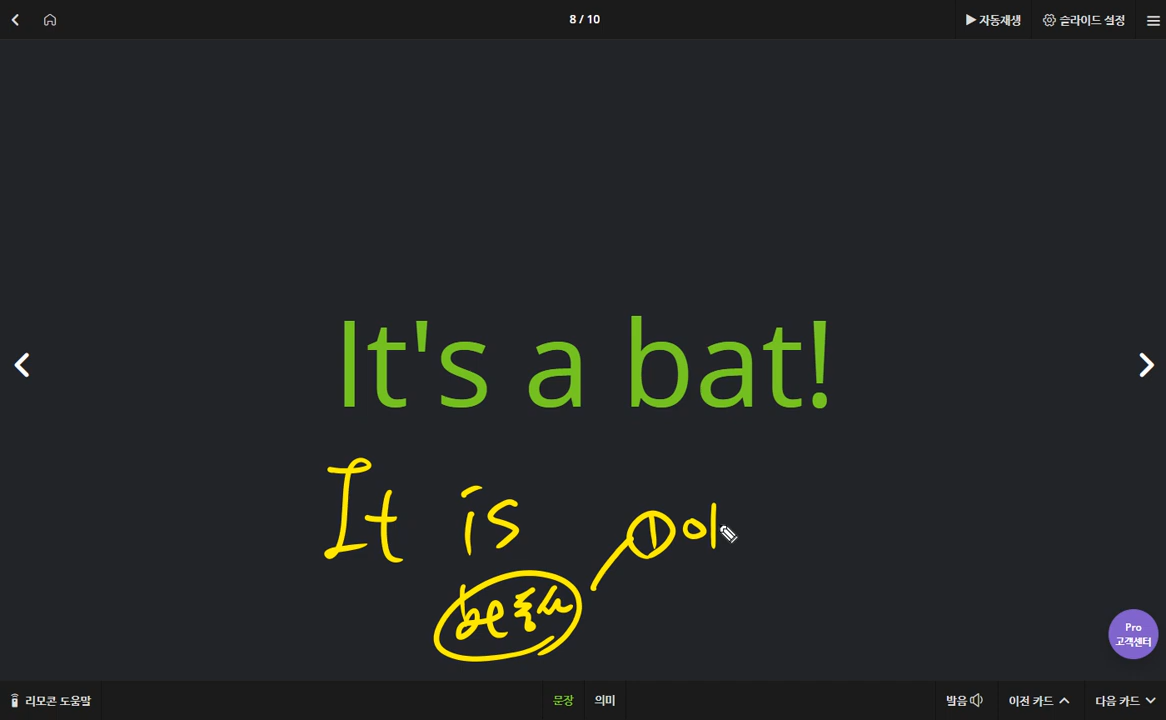 8 / 10
자동재생
슬라이드 설정
It's a bat!
It is
① 이
be동사
Pro
고객센터
리모콘 도움말
문장
의미
발음
이전 카드
다음 카드